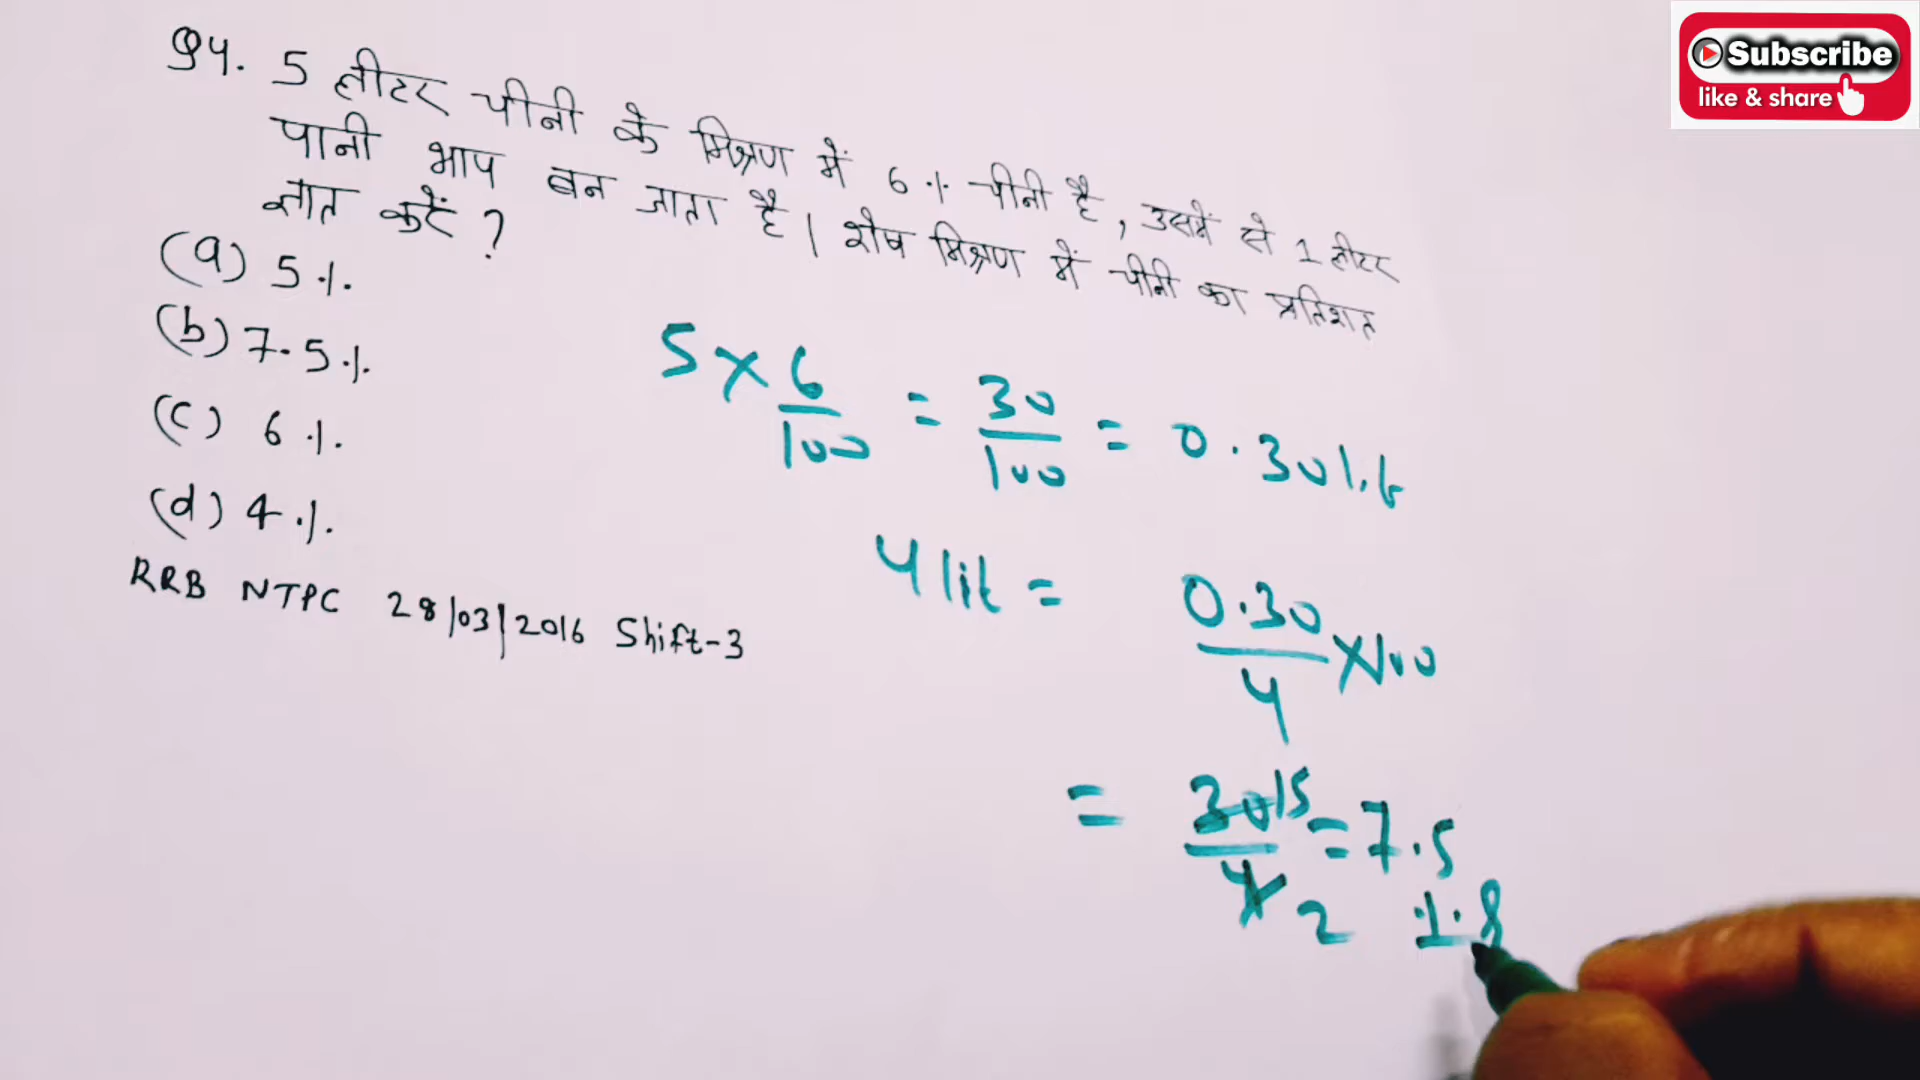 Q4. 5 लीटर चीनी के मिश्रण में 6% चीनी है, उसमें से 1 लीटर
पानी भाप बन जाता है। शेष मिश्रण में चीनी का प्रतिशत
ज्ञात करें?
(a) 5%.
(b) 7.5%.
(c) 6%.
(d) 4%.
RRB NTPC 28/03/2016 Shift-3
5 × 6/100 = 30/100 = 0.30 lit
4 lit = 0.30/4 × 100
= 30 15/4 2 = 7.5
Subscribe
like & share